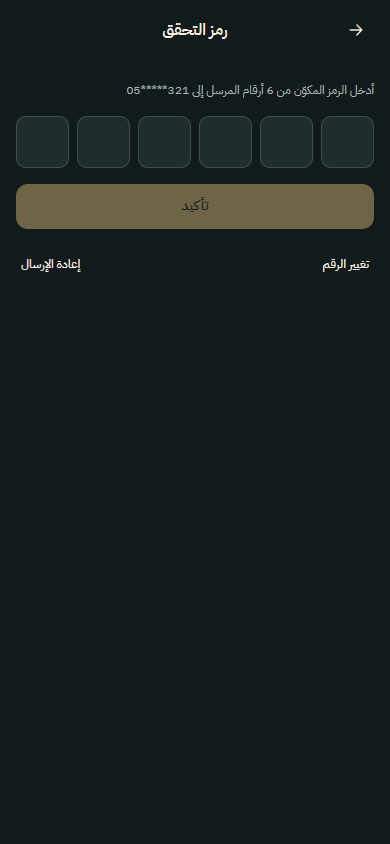 رمز التحقق
أدخل الرمز المكوّن من 6 أرقام المرسل إلى 321*****05
تأكيد
تغيير الرقم
إعادة الإرسال